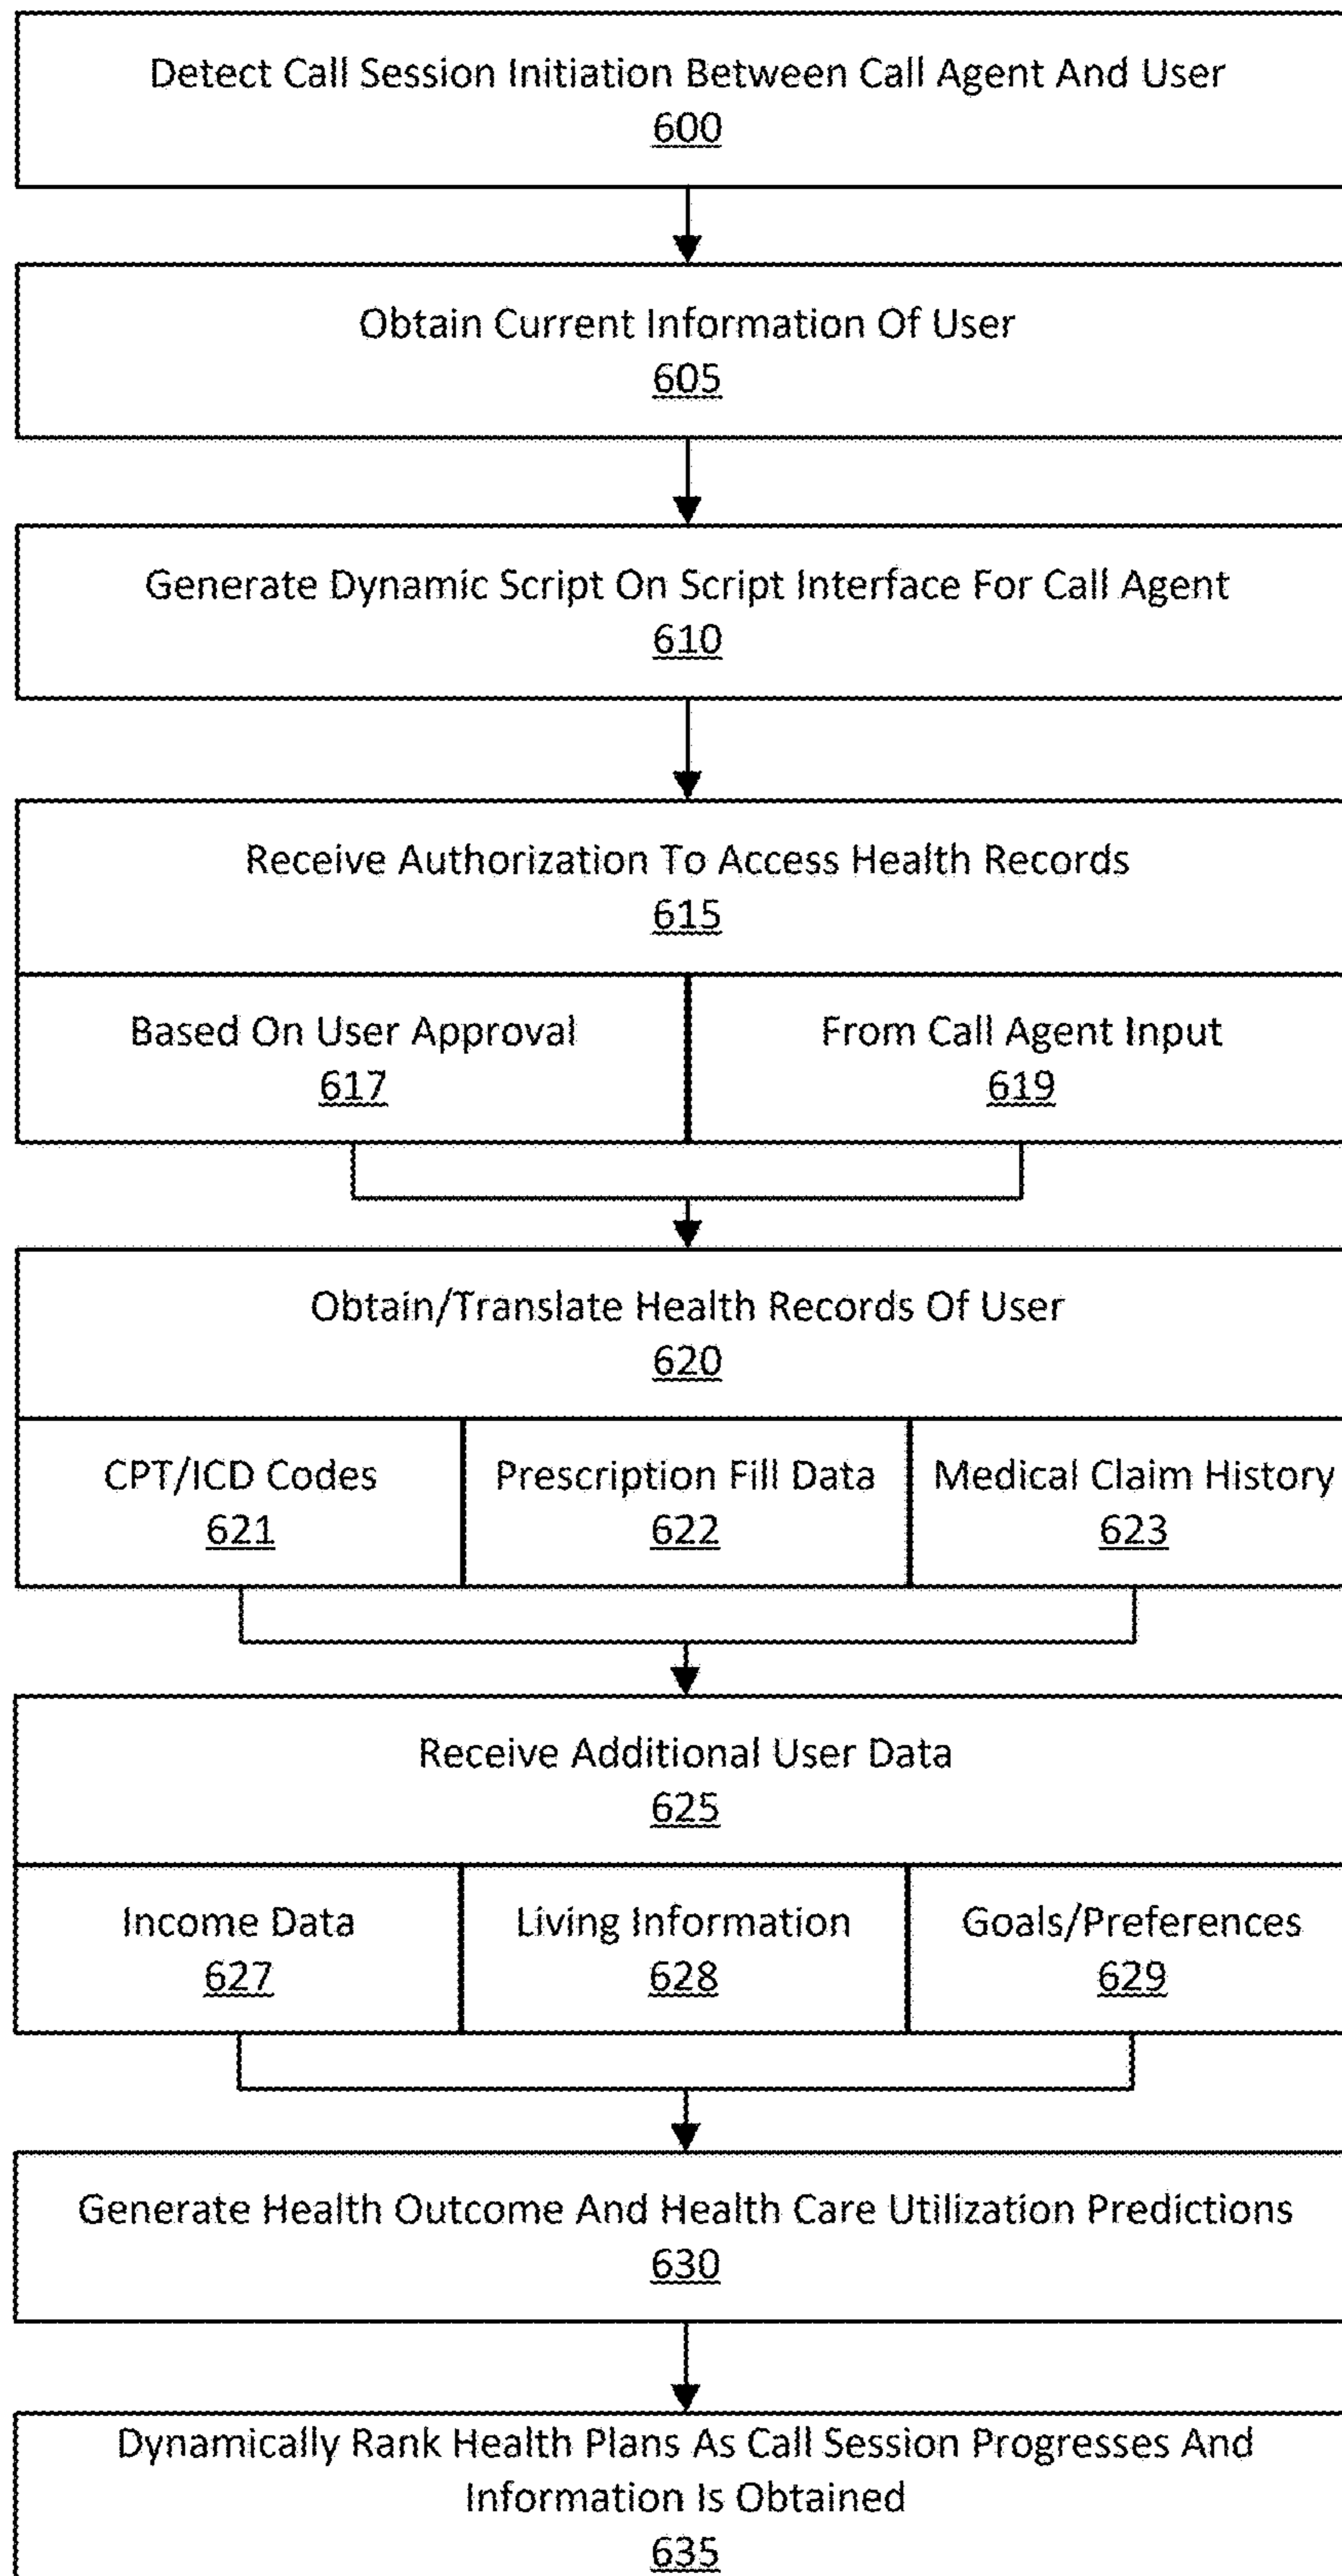 Detect Call Session Initiation Between Call Agent And User
600
Obtain Current Information Of User
605
Generate Dynamic Script On Script Interface For Call Agent
610
Receive Authorization To Access Health Records
615
Based On User Approval
617
From Call Agent Input
619
Obtain/Translate Health Records Of User
620
CPT/ICD Codes
621
Prescription Fill Data
622
Medical Claim History
623
Receive Additional User Data
625
Income Data
627
Living Information
628
Goals/Preferences
629
Generate Health Outcome And Health Care Utilization Predictions
630
Dynamically Rank Health Plans As Call Session Progresses And
Information Is Obtained
635